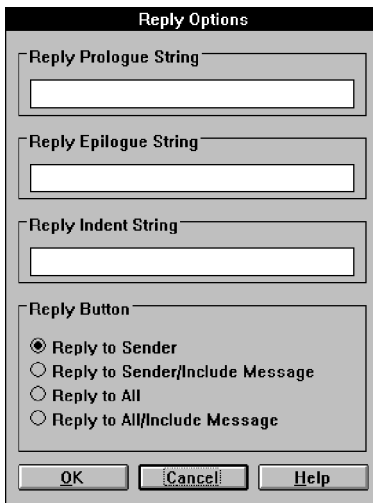 Reply Options
Reply Prologue String
Reply Epilogue String
Reply Indent String
Reply Button
Reply to Sender
Reply to Sender/Include Message
Reply to All
Reply to All/Include Message
OK Cancel Help